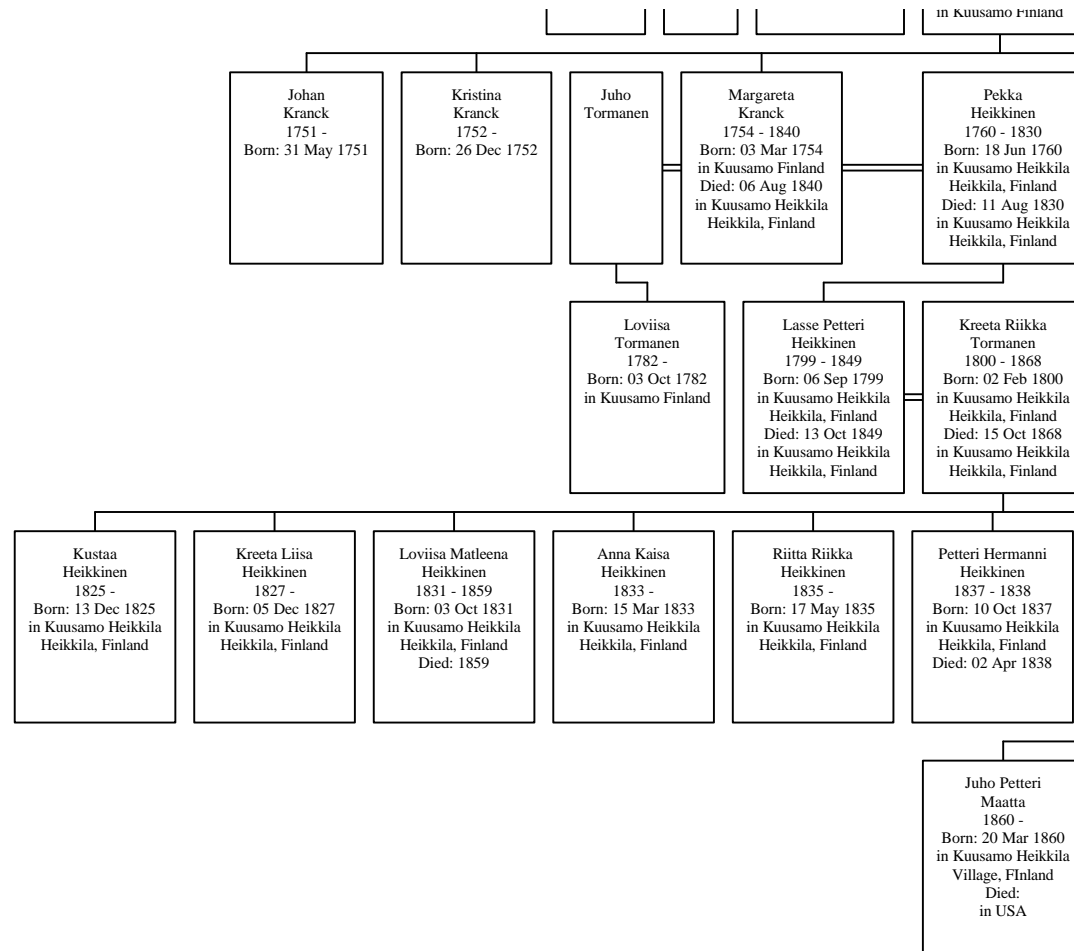 in Kuusamo Finland
Johan
Kranck
1751 -
Born: 31 May 1751
Kristina
Kranck
1752 -
Born: 26 Dec 1752
Juho
Tormanen
Margareta
Kranck
1754 - 1840
Born: 03 Mar 1754
in Kuusamo Finland
Died: 06 Aug 1840
in Kuusamo Heikkila
Heikkila, Finland
Pekka
Heikkinen
1760 - 1830
Born: 18 Jun 1760
in Kuusamo Heikkila
Heikkila, Finland
Died: 11 Aug 1830
in Kuusamo Heikkila
Heikkila, Finland
Loviisa
Tormanen
1782 -
Born: 03 Oct 1782
in Kuusamo Finland
Lasse Petteri
Heikkinen
1799 - 1849
Born: 06 Sep 1799
in Kuusamo Heikkila
Heikkila, Finland
Died: 13 Oct 1849
in Kuusamo Heikkila
Heikkila, Finland
Kreeta Riikka
Tormanen
1800 - 1868
Born: 02 Feb 1800
in Kuusamo Heikkila
Heikkila, Finland
Died: 15 Oct 1868
in Kuusamo Heikkila
Heikkila, Finland
Kustaa
Heikkinen
1825 -
Born: 13 Dec 1825
in Kuusamo Heikkila
Heikkila, Finland
Kreeta Liisa
Heikkinen
1827 -
Born: 05 Dec 1827
in Kuusamo Heikkila
Heikkila, Finland
Loviisa Matleena
Heikkinen
1831 - 1859
Born: 03 Oct 1831
in Kuusamo Heikkila
Heikkila, Finland
Died: 1859
Anna Kaisa
Heikkinen
1833 -
Born: 15 Mar 1833
in Kuusamo Heikkila
Heikkila, Finland
Riitta Riikka
Heikkinen
1835 -
Born: 17 May 1835
in Kuusamo Heikkila
Heikkila, Finland
Petteri Hermanni
Heikkinen
1837 - 1838
Born: 10 Oct 1837
in Kuusamo Heikkila
Heikkila, Finland
Died: 02 Apr 1838
Juho Petteri
Maatta
1860 -
Born: 20 Mar 1860
in Kuusamo Heikkila
Village, FInland
Died:
in USA